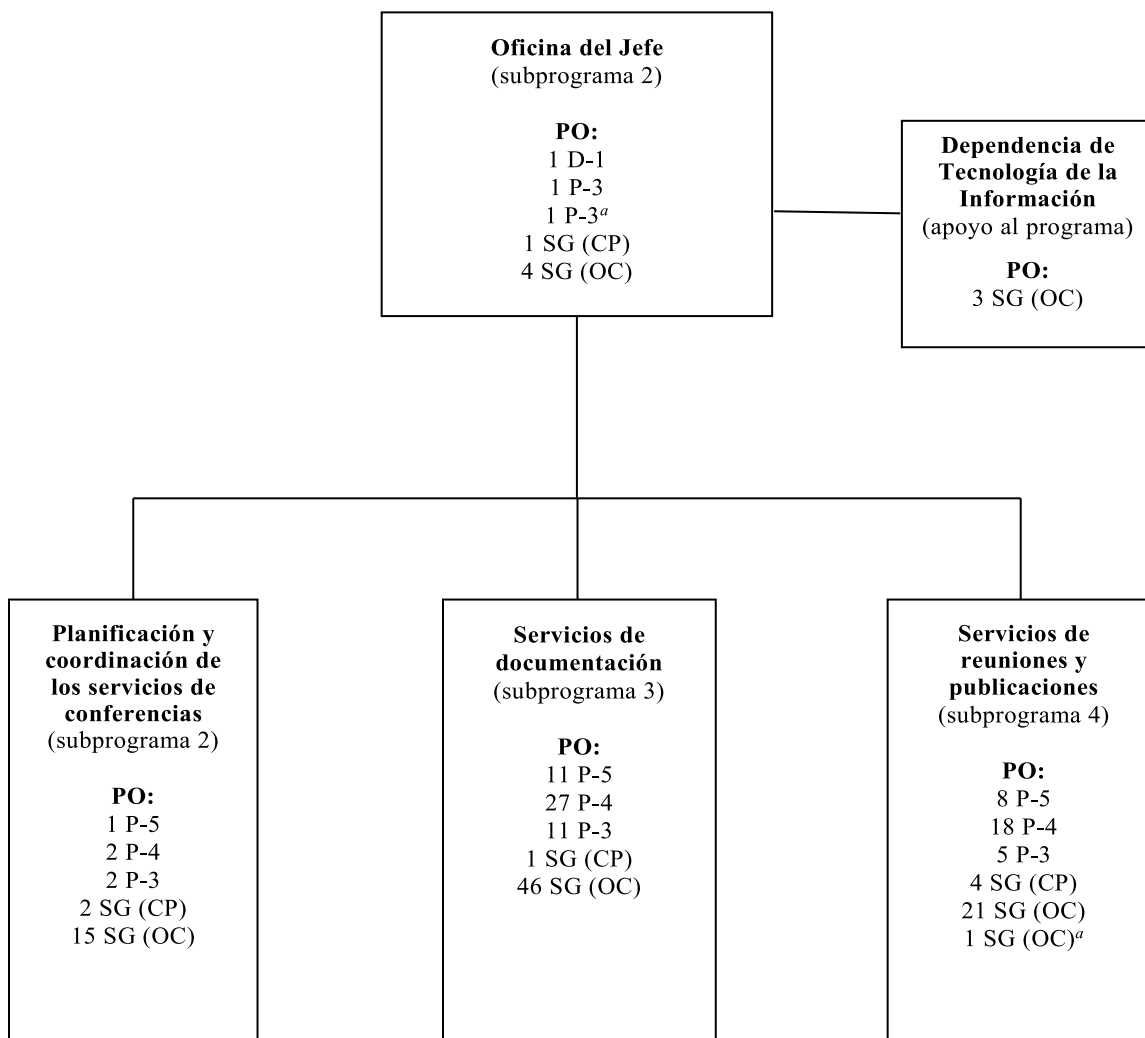 Oficina del Jefe
(subprograma 2)
PO:
1 D-1
1 P-3
1 P-3a
1 SG (CP)
4 SG (OC)
Dependencia de
Tecnología de la
Información
(apoyo al programa)
PO:
3 SG (OC)
Planificación y
coordinación de
los servicios de
conferencias
(subprograma 2)
PO:
1 P-5
2 P-4
2 P-3
2 SG (CP)
15 SG (OC)
Servicios de
documentación
(subprograma 3)
PO:
11 P-5
27 P-4
11 P-3
1 SG (CP)
46 SG (OC)
Servicios de
reuniones y
publicaciones
(subprograma 4)
PO:
8 P-5
18 P-4
5 P-3
4 SG (CP)
21 SG (OC)
1 SG (OC)a